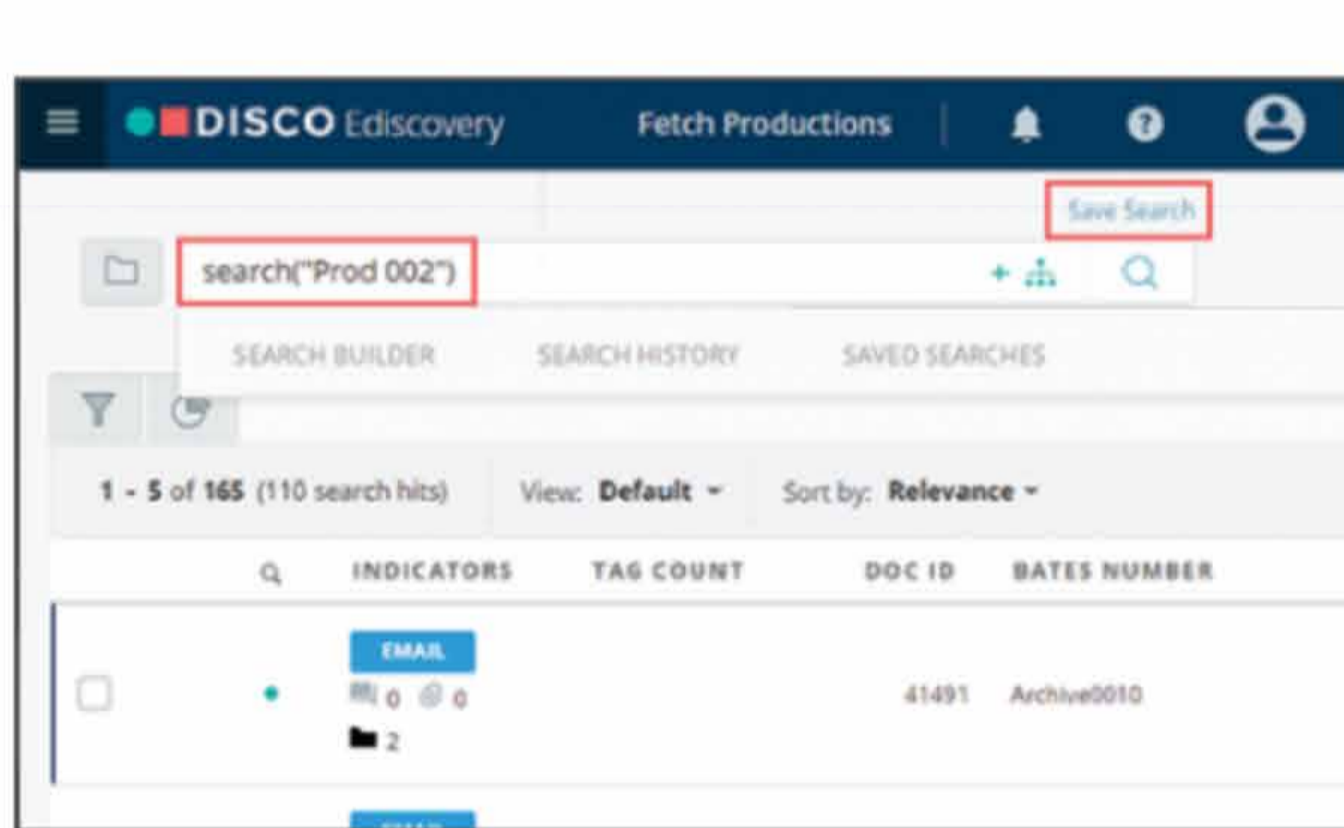 DISCO Ediscovery Fetch Productions ?
Save Search
search("Prod 002")
SEARCH BUILDER SEARCH HISTORY SAVED SEARCHES
1 - 5 of 165 (110 search hits) View: Default Sort by: Relevance
INDICATORS TAG COUNT DOC ID BATES NUMBER
EMAIL
0 0 41491 Archive0010
2
EMAIL